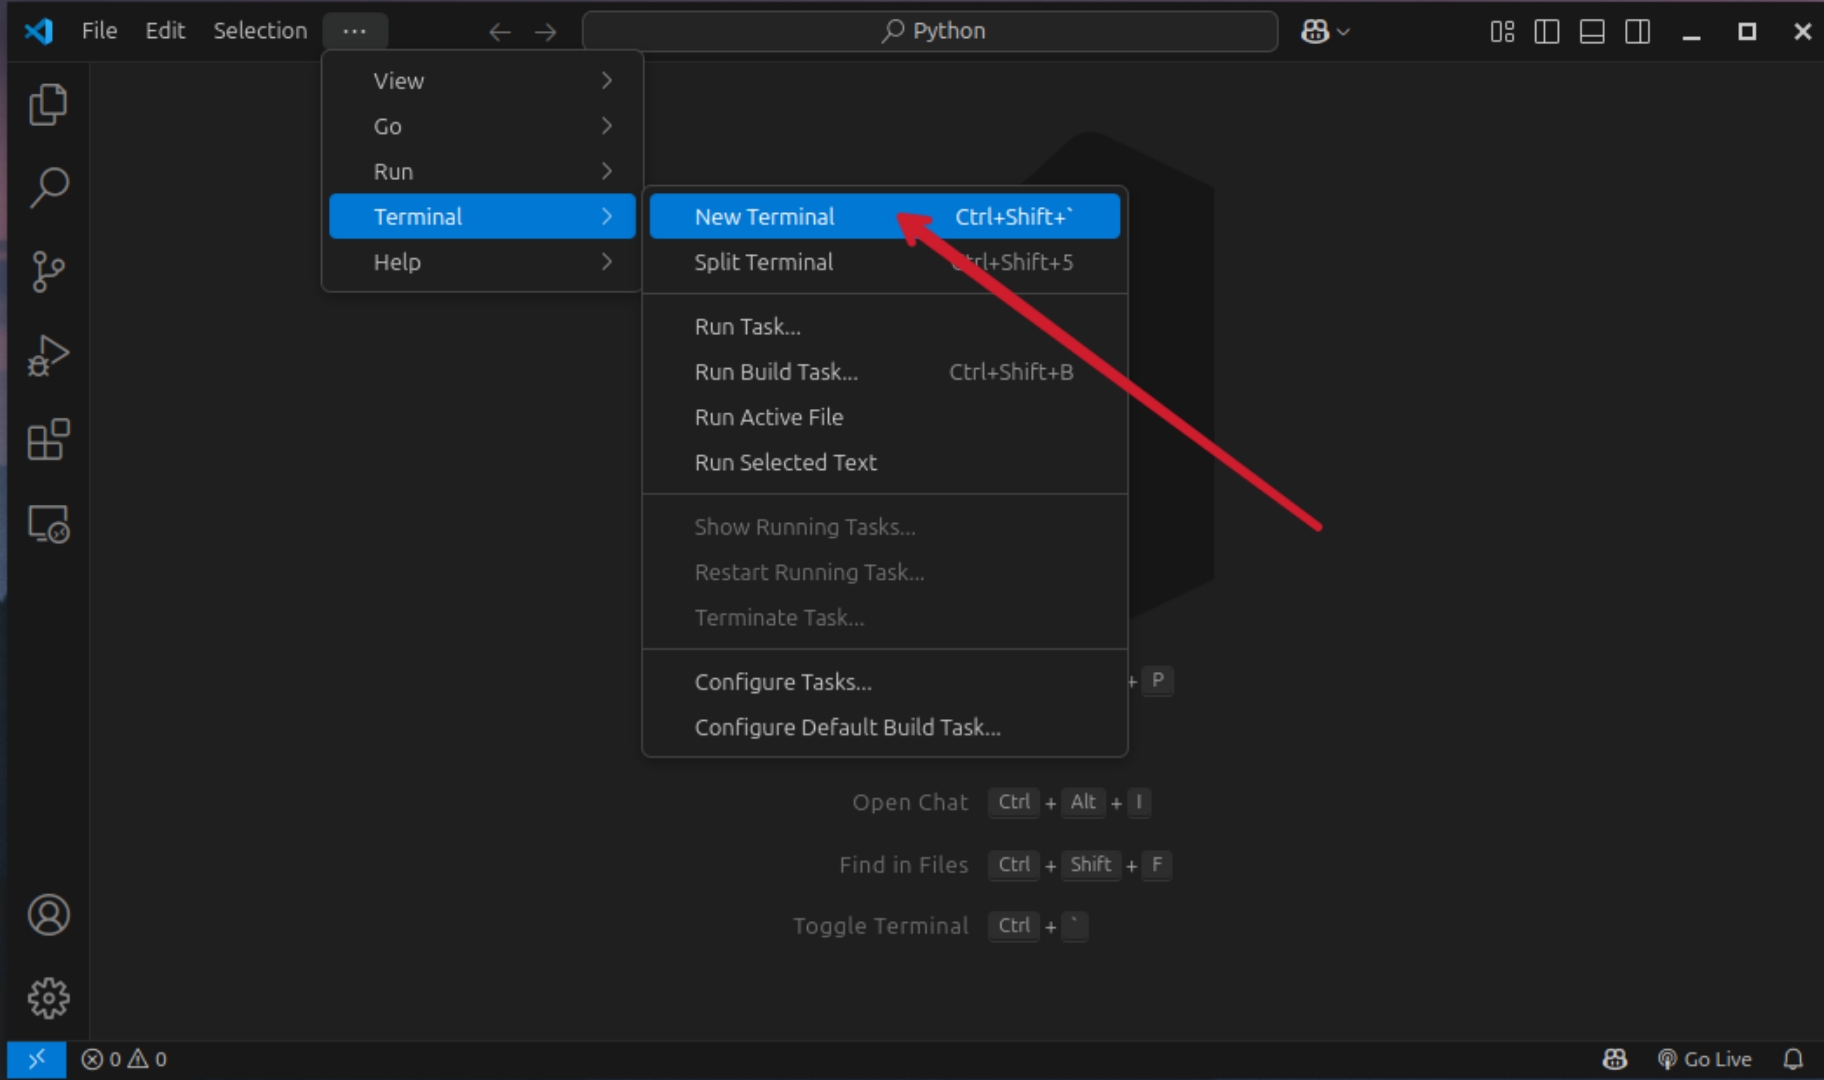 File Edit Selection ... Python
View
Go
Run
Terminal
Help
New Terminal Ctrl+Shift+`
Split Terminal Ctrl+Shift+5
Run Task...
Run Build Task... Ctrl+Shift+B
Run Active File
Run Selected Text
Show Running Tasks...
Restart Running Task...
Terminate Task...
Configure Tasks...
Configure Default Build Task...
+ P
Open Chat Ctrl + Alt + I
Find in Files Ctrl + Shift + F
Toggle Terminal Ctrl + `
0 0 Go Live